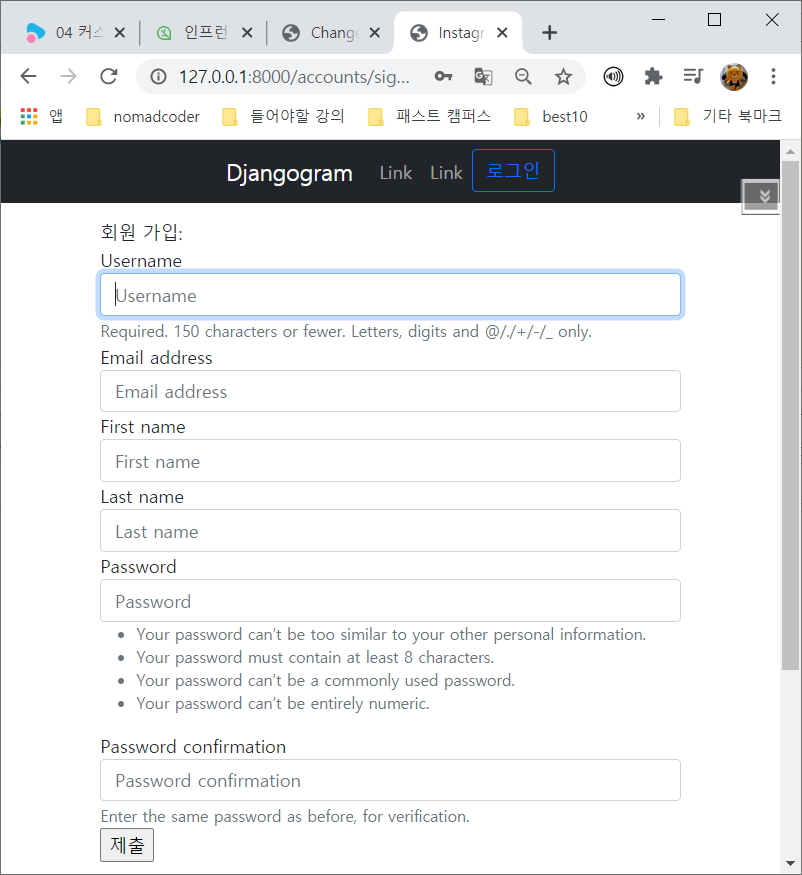 04 커스
인프런
Change
Instagr
127.0.0.1:8000/accounts/sig...
앱
nomadcoder
들어야할 강의
패스트 캠퍼스
best10
»
기타 북마크
Djangogram Link Link 로그인
회원 가입:
Username
Username
Required. 150 characters or fewer. Letters, digits and @/./+/-/_ only.
Email address
Email address
First name
First name
Last name
Last name
Password
Password
• Your password can’t be too similar to your other personal information.
• Your password must contain at least 8 characters.
• Your password can’t be a commonly used password.
• Your password can’t be entirely numeric.
Password confirmation
Password confirmation
Enter the same password as before, for verification.
제출